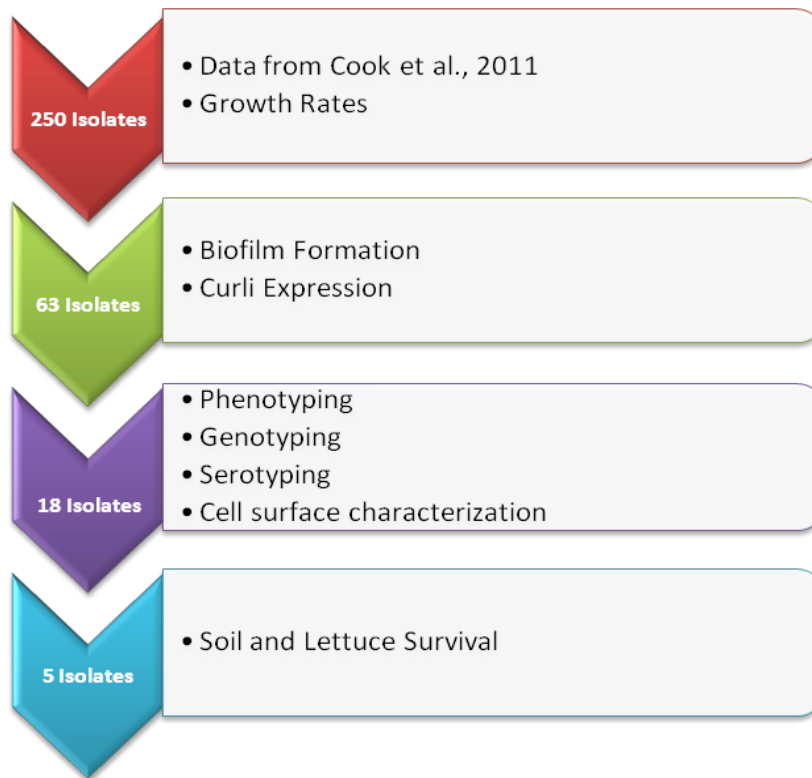 250 Isolates
• Data from Cook et al., 2011
• Growth Rates
63 Isolates
• Biofilm Formation
• Curli Expression
18 Isolates
• Phenotyping
• Genotyping
• Serotyping
• Cell surface characterization
5 Isolates
• Soil and Lettuce Survival